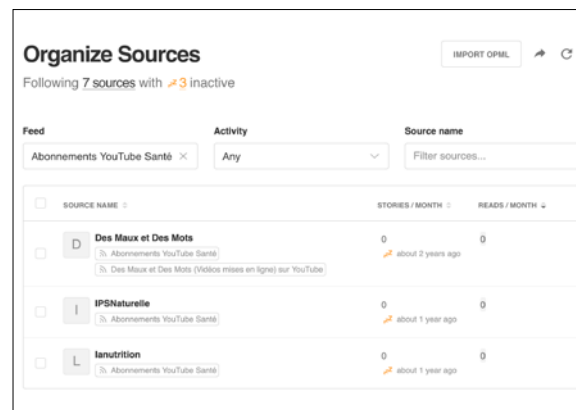 Organize Sources
IMPORT OPML
Following 7 sources with 3 inactive
Feed
Activity
Source name
Abonnements YouTube Santé ×
Any
Filter sources...
SOURCE NAME
STORIES / MONTH
READS / MONTH
D
Des Maux et Des Mots
0
0
Abonnements YouTube Santé
about 2 years ago
Des Maux et Des Mots (Vidéos mises en ligne) sur YouTube
I
IPSNaturelle
0
0
Abonnements YouTube Santé
about 1 year ago
L
lanutrition
0
0
Abonnements YouTube Santé
about 1 year ago